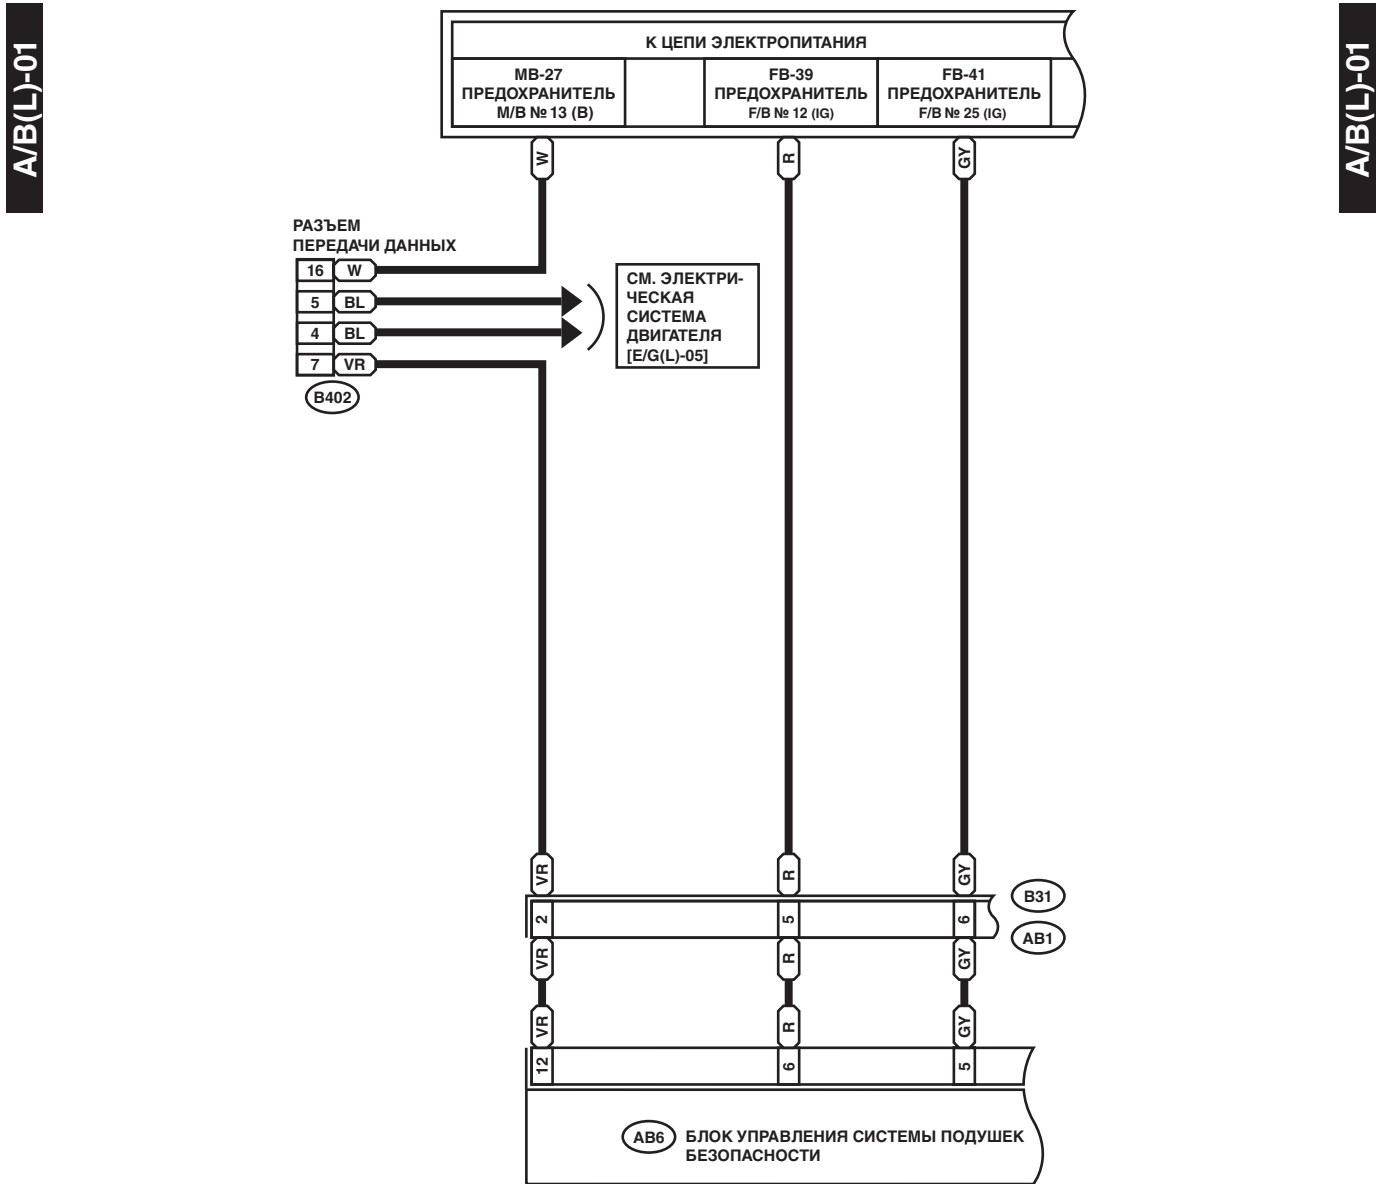 A/B(L)-01
A/B(L)-01
К ЦЕПИ ЭЛЕКТРОПИТАНИЯ
MB-27
ПРЕДОХРАНИТЕЛЬ
M/B № 13 (B)
FB-39
ПРЕДОХРАНИТЕЛЬ
F/B № 12 (IG)
FB-41
ПРЕДОХРАНИТЕЛЬ
F/B № 25 (IG)
W
R
GY
РАЗЪЕМ
ПЕРЕДАЧИ ДАННЫХ
16 W
5 BL
4 BL
7 VR
B402
СМ. ЭЛЕКТРИ-
ЧЕСКАЯ
СИСТЕМА
ДВИГАТЕЛЯ
[E/G(L)-05]
VR
R
GY
2
5
6
B31
AB1
VR
R
GY
VR
R
GY
12
6
5
AB6
БЛОК УПРАВЛЕНИЯ СИСТЕМЫ ПОДУШЕК
БЕЗОПАСНОСТИ